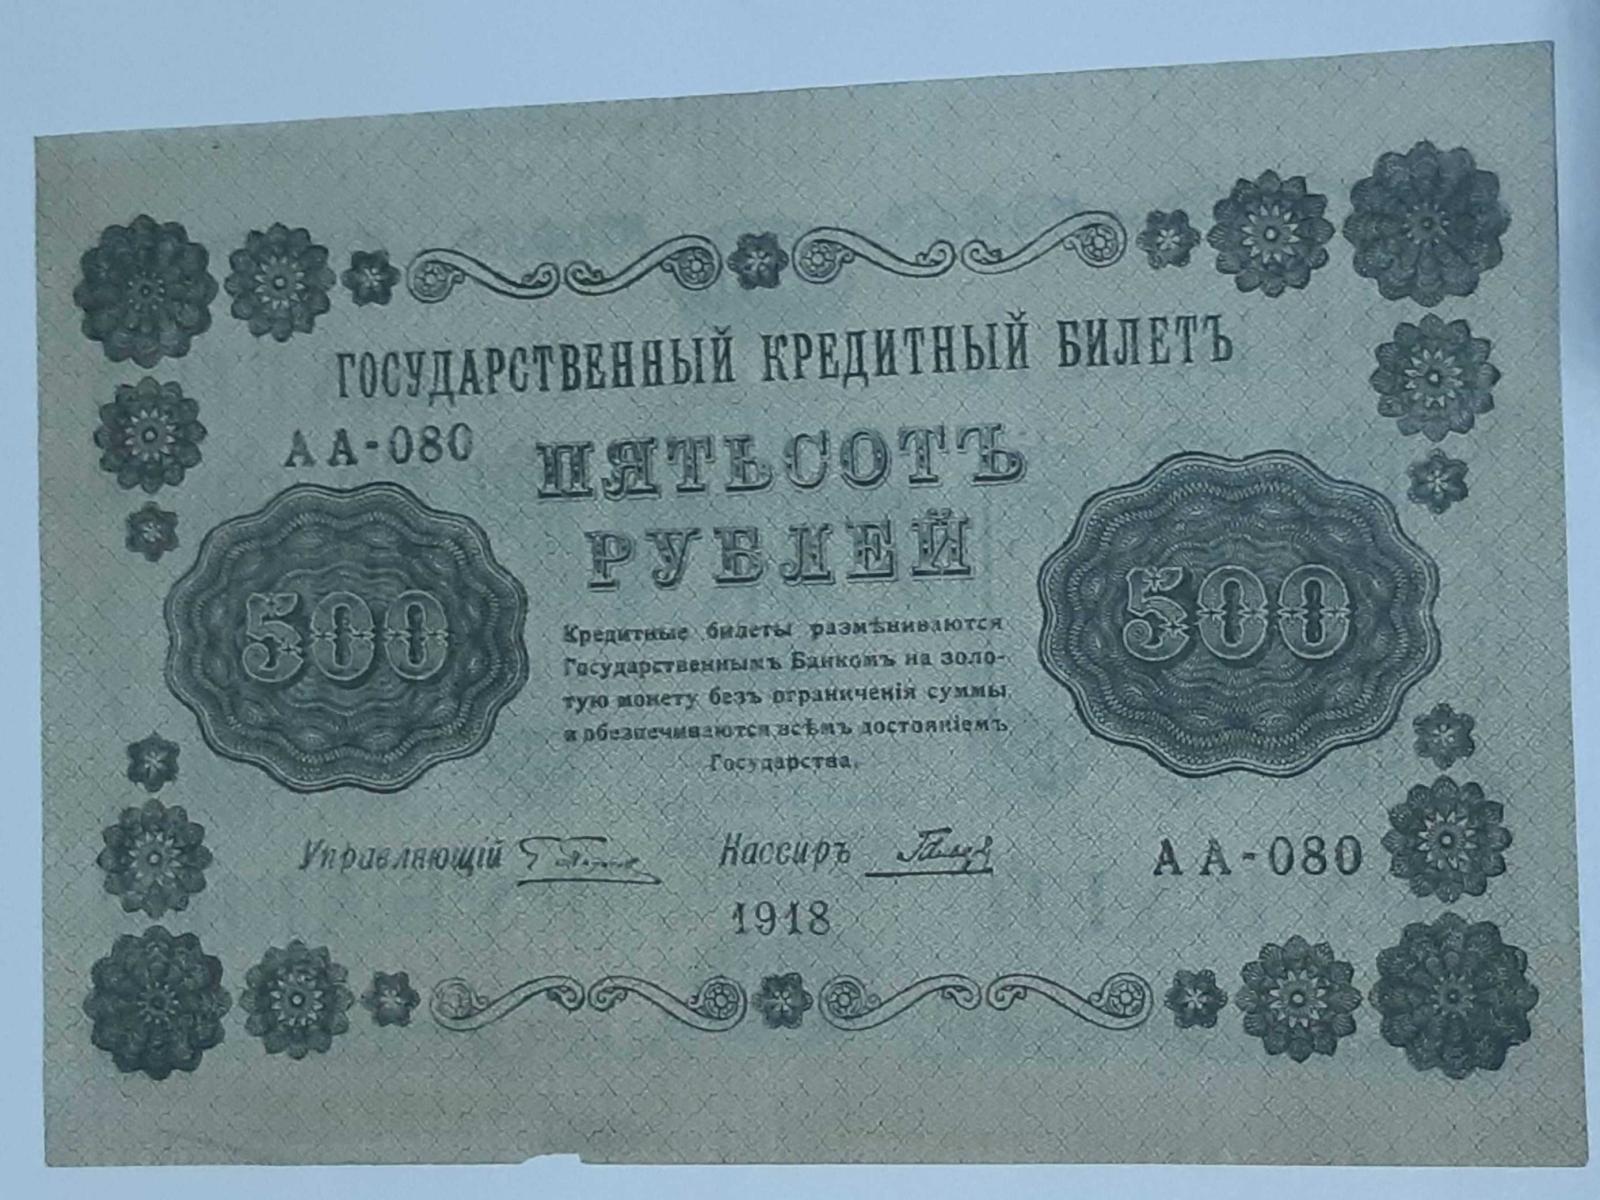 ГОСУДАРСТВЕННЫЙ КРЕДИТНЫЙ БИЛЕТЪ
АА-080
ПЯТЬСОТЪ
РУБЛЕЙ
500
500
Кредитные билеты размѣниваются
Государственнымъ Банкомъ на золо-
тую монету безъ ограниченія суммы
и обезпечиваются всѣмъ достояніемъ
Государства.
Управляющій
Кассиръ
АА-080
1918